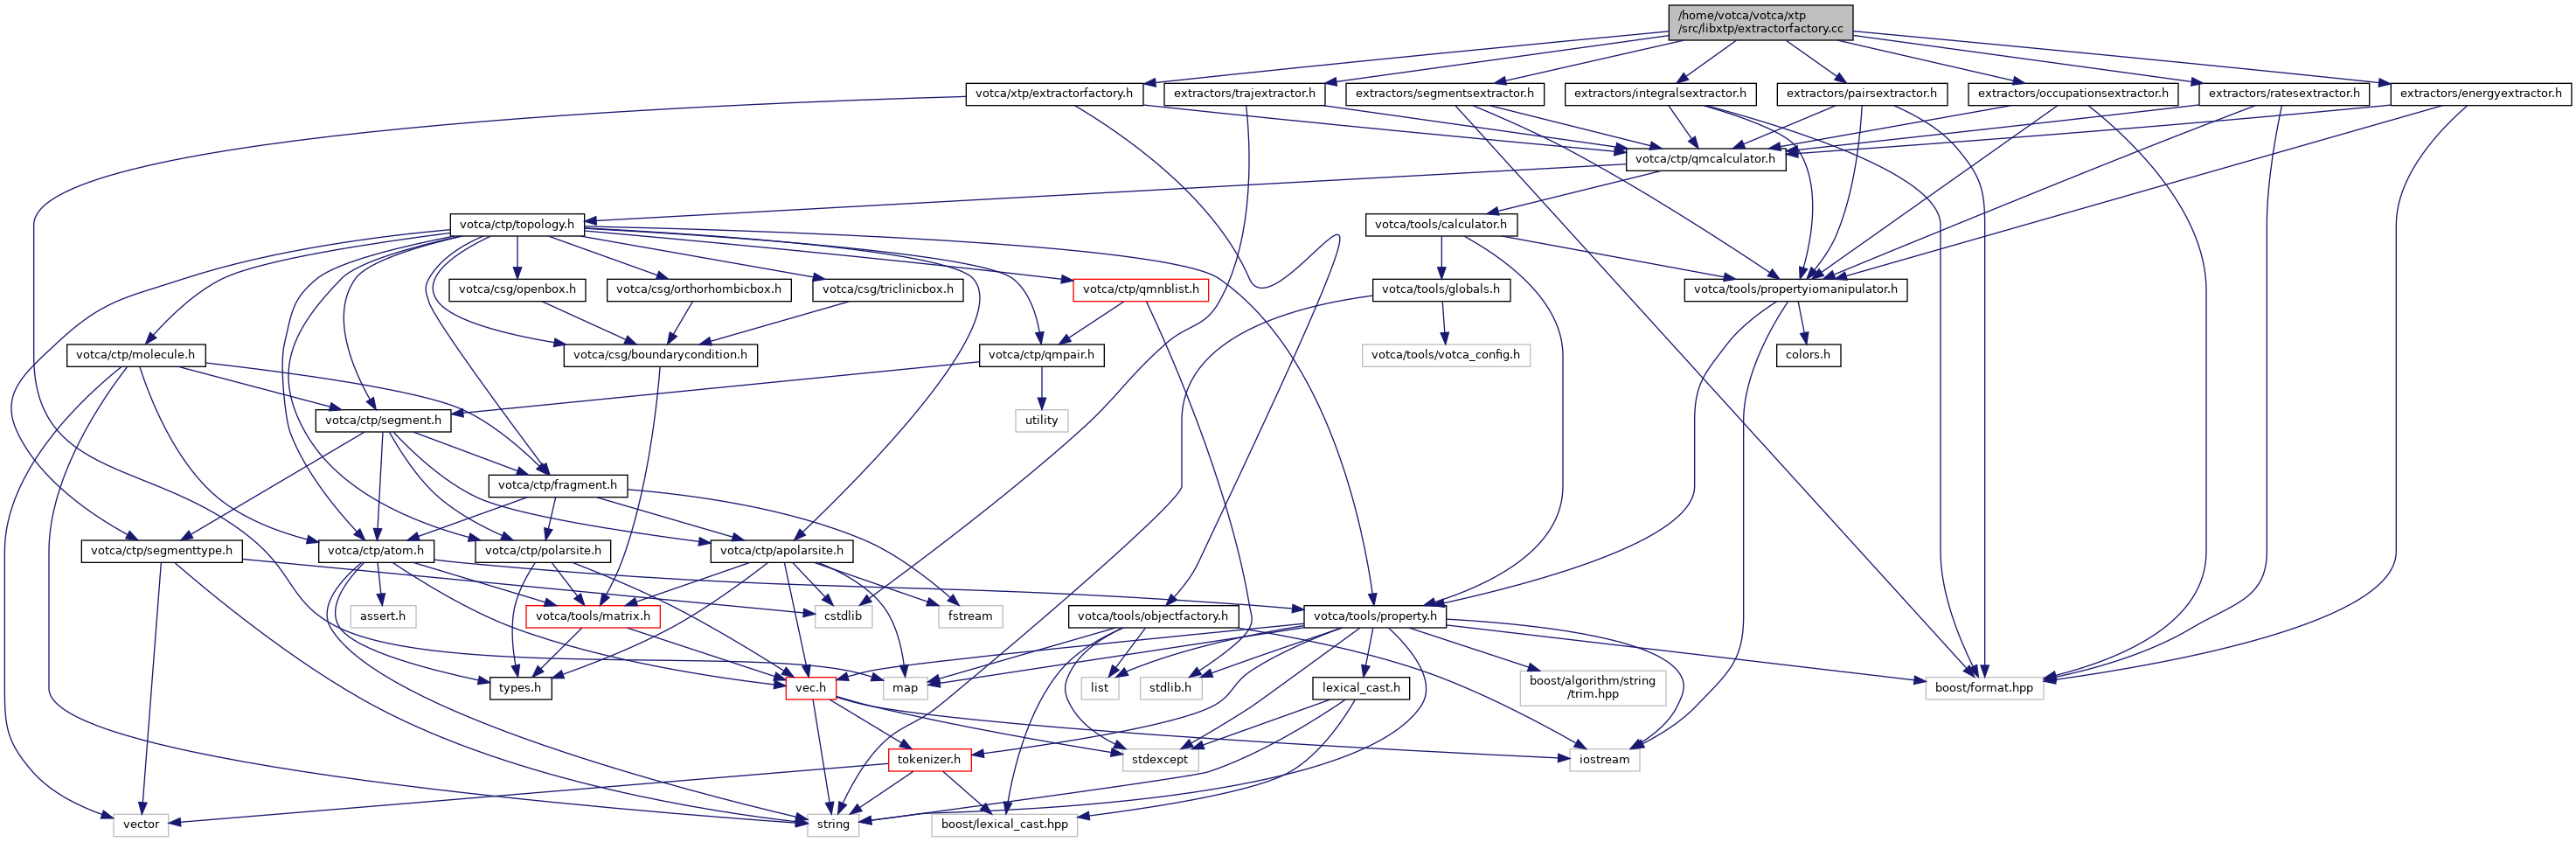 /home/votca/votca/xtp
/src/libxtp/extractorfactory.cc
votca/xtp/extractorfactory.h
extractors/trajextractor.h
extractors/segmentsextractor.h
extractors/integralsextractor.h
extractors/pairsextractor.h
extractors/occupationsextractor.h
extractors/ratesextractor.h
extractors/energyextractor.h
votca/ctp/qmcalculator.h
votca/ctp/topology.h
votca/tools/calculator.h
votca/csg/openbox.h
votca/csg/orthorhombicbox.h
votca/csg/triclinicbox.h
votca/ctp/qmnblist.h
votca/tools/globals.h
votca/tools/propertyiomanipulator.h
votca/ctp/molecule.h
votca/csg/boundarycondition.h
votca/ctp/qmpair.h
votca/tools/votca_config.h
colors.h
votca/ctp/segment.h
utility
votca/ctp/fragment.h
votca/ctp/segmenttype.h
votca/ctp/atom.h
votca/ctp/polarsite.h
votca/ctp/apolarsite.h
assert.h
votca/tools/matrix.h
cstdlib
fstream
votca/tools/objectfactory.h
votca/tools/property.h
types.h
vec.h
map
list
stdlib.h
lexical_cast.h
boost/algorithm/string
/trim.hpp
boost/format.hpp
tokenizer.h
stdexcept
iostream
vector
string
boost/lexical_cast.hpp